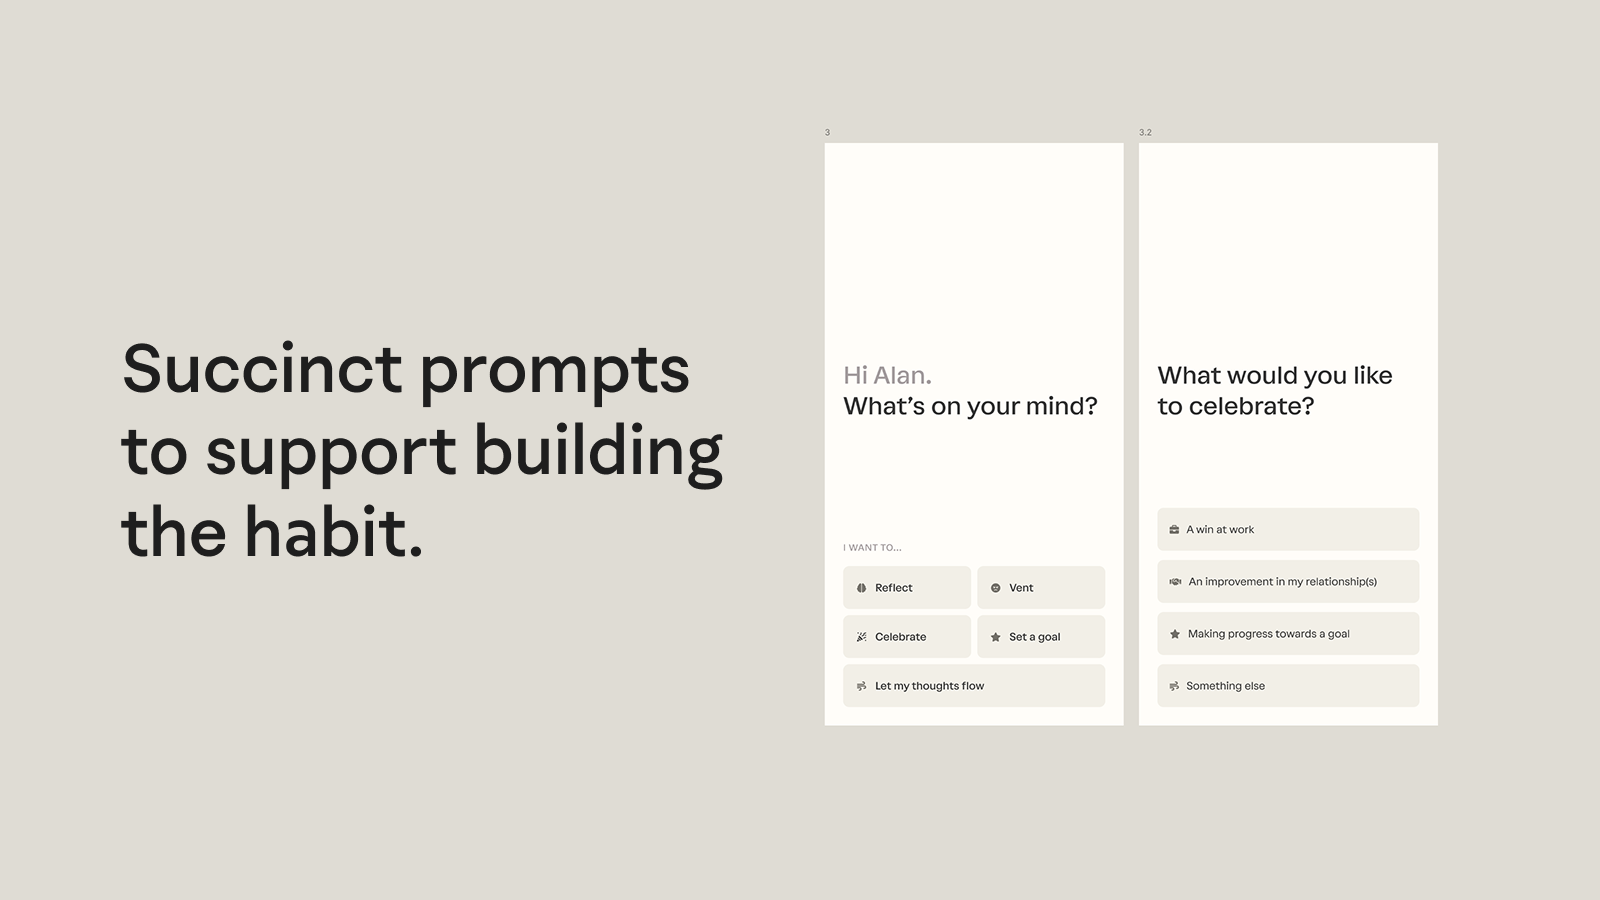 Succinct prompts
to support building
the habit.
3
Hi Alan.
What’s on your mind?
I WANT TO...
Reflect
Vent
Celebrate
Set a goal
Let my thoughts flow
3.2
What would you like
to celebrate?
A win at work
An improvement in my relationship(s)
Making progress towards a goal
Something else